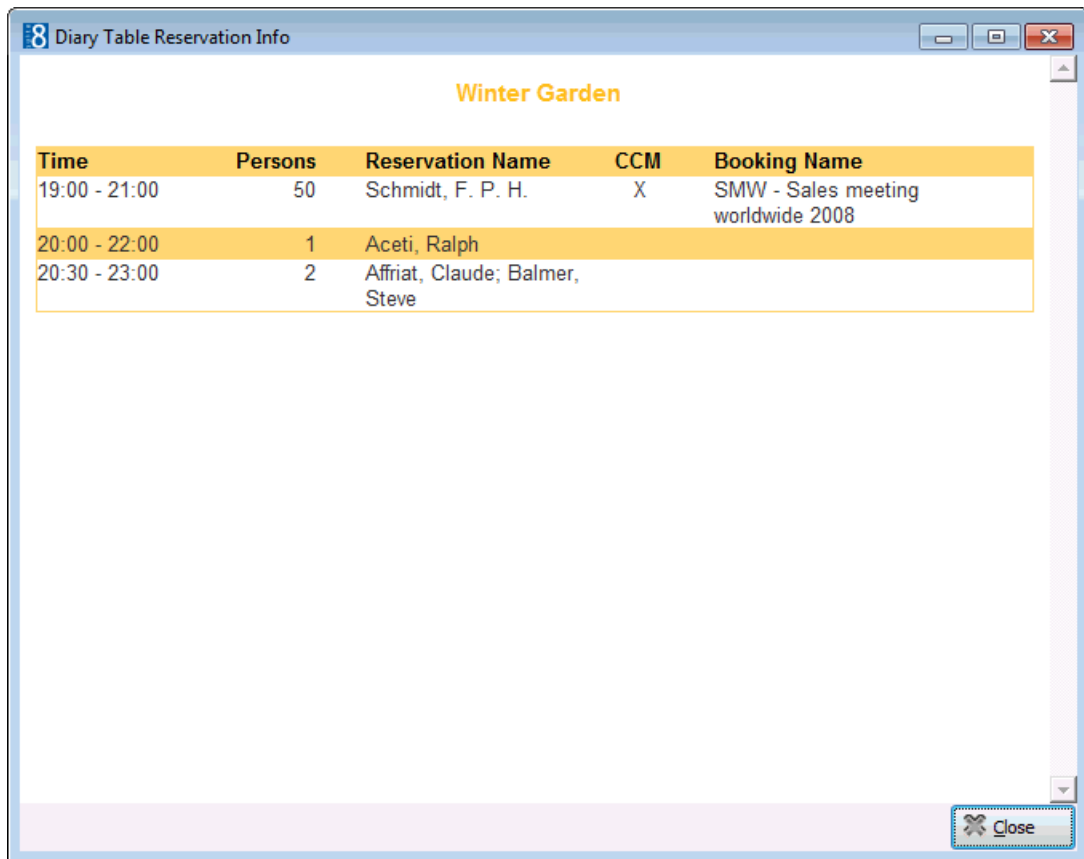 8 Diary Table Reservation Info
Winter Garden
Time Persons Reservation Name CCM Booking Name
19:00 - 21:00 50 Schmidt, F. P. H. X SMW - Sales meeting
worldwide 2008
20:00 - 22:00 1 Aceti, Ralph
20:30 - 23:00 2 Affriat, Claude; Balmer,
Steve
Close